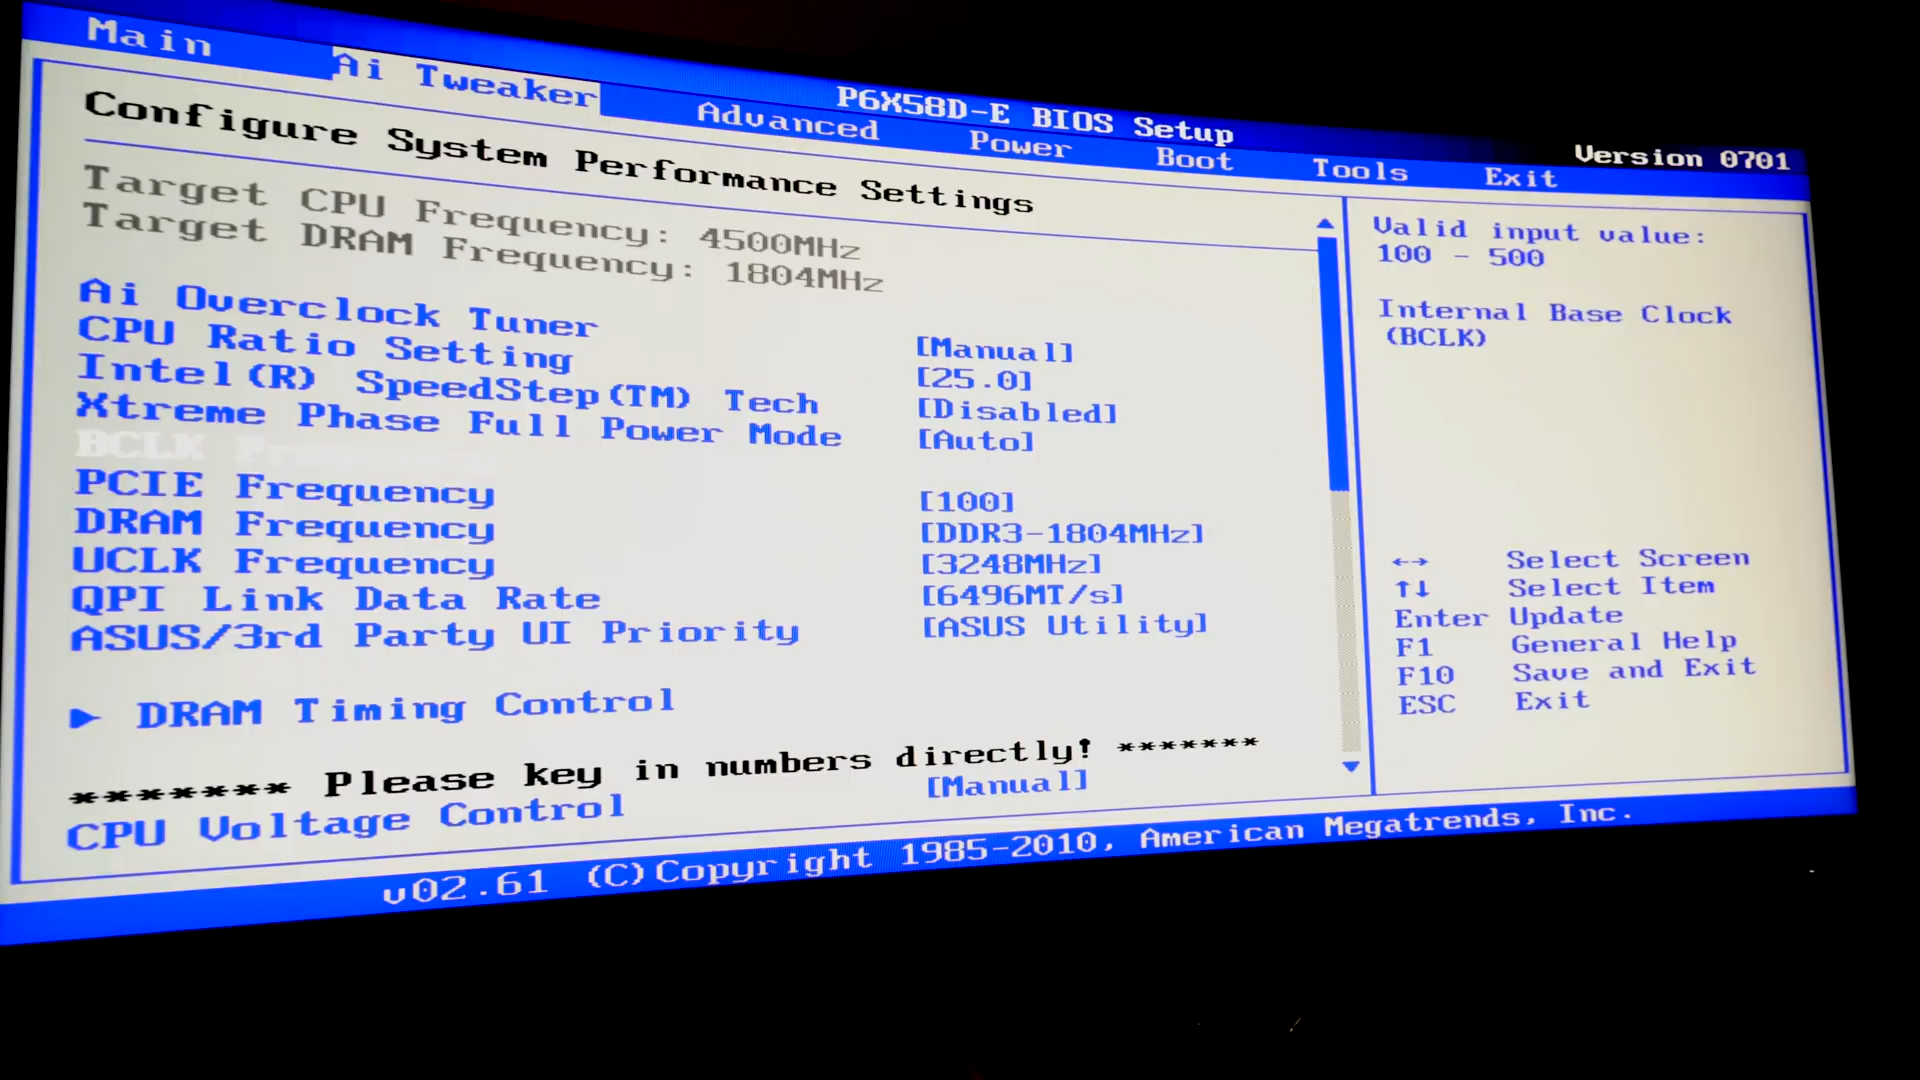 P6X58D-E BIOS Setup Version 0701
Main Ai Tweaker Advanced Power Boot Tools Exit
Configure System Performance Settings
Target CPU Frequency: 4500MHz
Target DRAM Frequency: 1804MHz
Ai Overclock Tuner [Manual]
CPU Ratio Setting [25.0]
Intel(R) SpeedStep(TM) Tech [Disabled]
Xtreme Phase Full Power Mode [Auto]
BCLK
PCIE Frequency [100]
DRAM Frequency [DDR3-1804MHz]
UCLK Frequency [3248MHz]
QPI Link Data Rate [6496MT/s]
ASUS/3rd Party UI Priority [ASUS Utility]
► DRAM Timing Control
******* Please key in numbers directly! *******
CPU Voltage Control [Manual]
Valid input value:
100 - 500
Internal Base Clock
(BCLK)
←→ Select Screen
↑↓ Select Item
Enter Update
F1 General Help
F10 Save and Exit
ESC Exit
v02.61 (C)Copyright 1985-2010, American Megatrends, Inc.